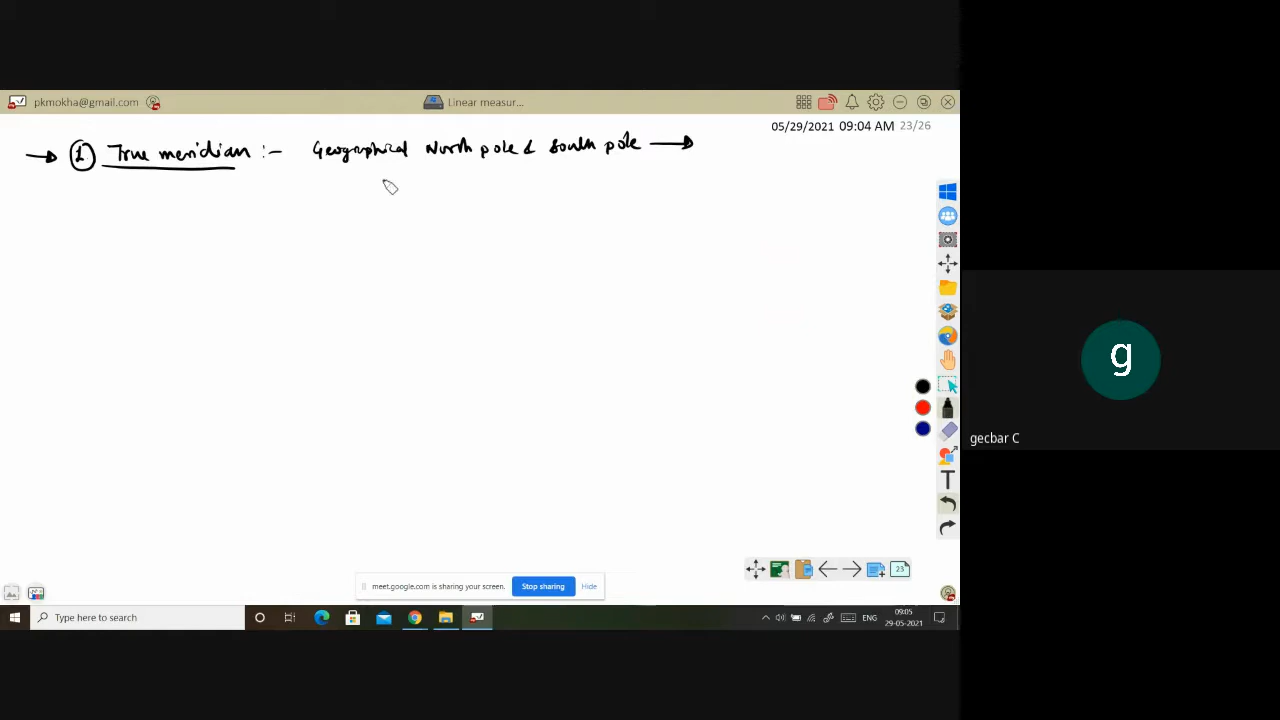 pkmokha@gmail.com
Linear measur...
05/29/2021 09:04 AM 23/26
→ ① True meridian :- Geographical North pole & South pole →
T
23
meet.google.com is sharing your screen. Stop sharing Hide
Type here to search
ENG
09:05
29-05-2021
g
gecbar C